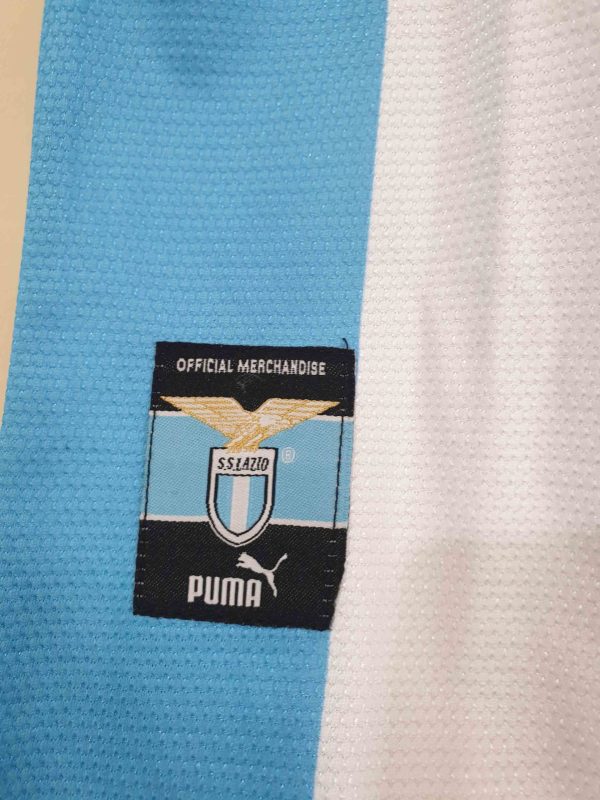 OFFICIAL MERCHANDISE
S.S.LAZIO
®
PUMA